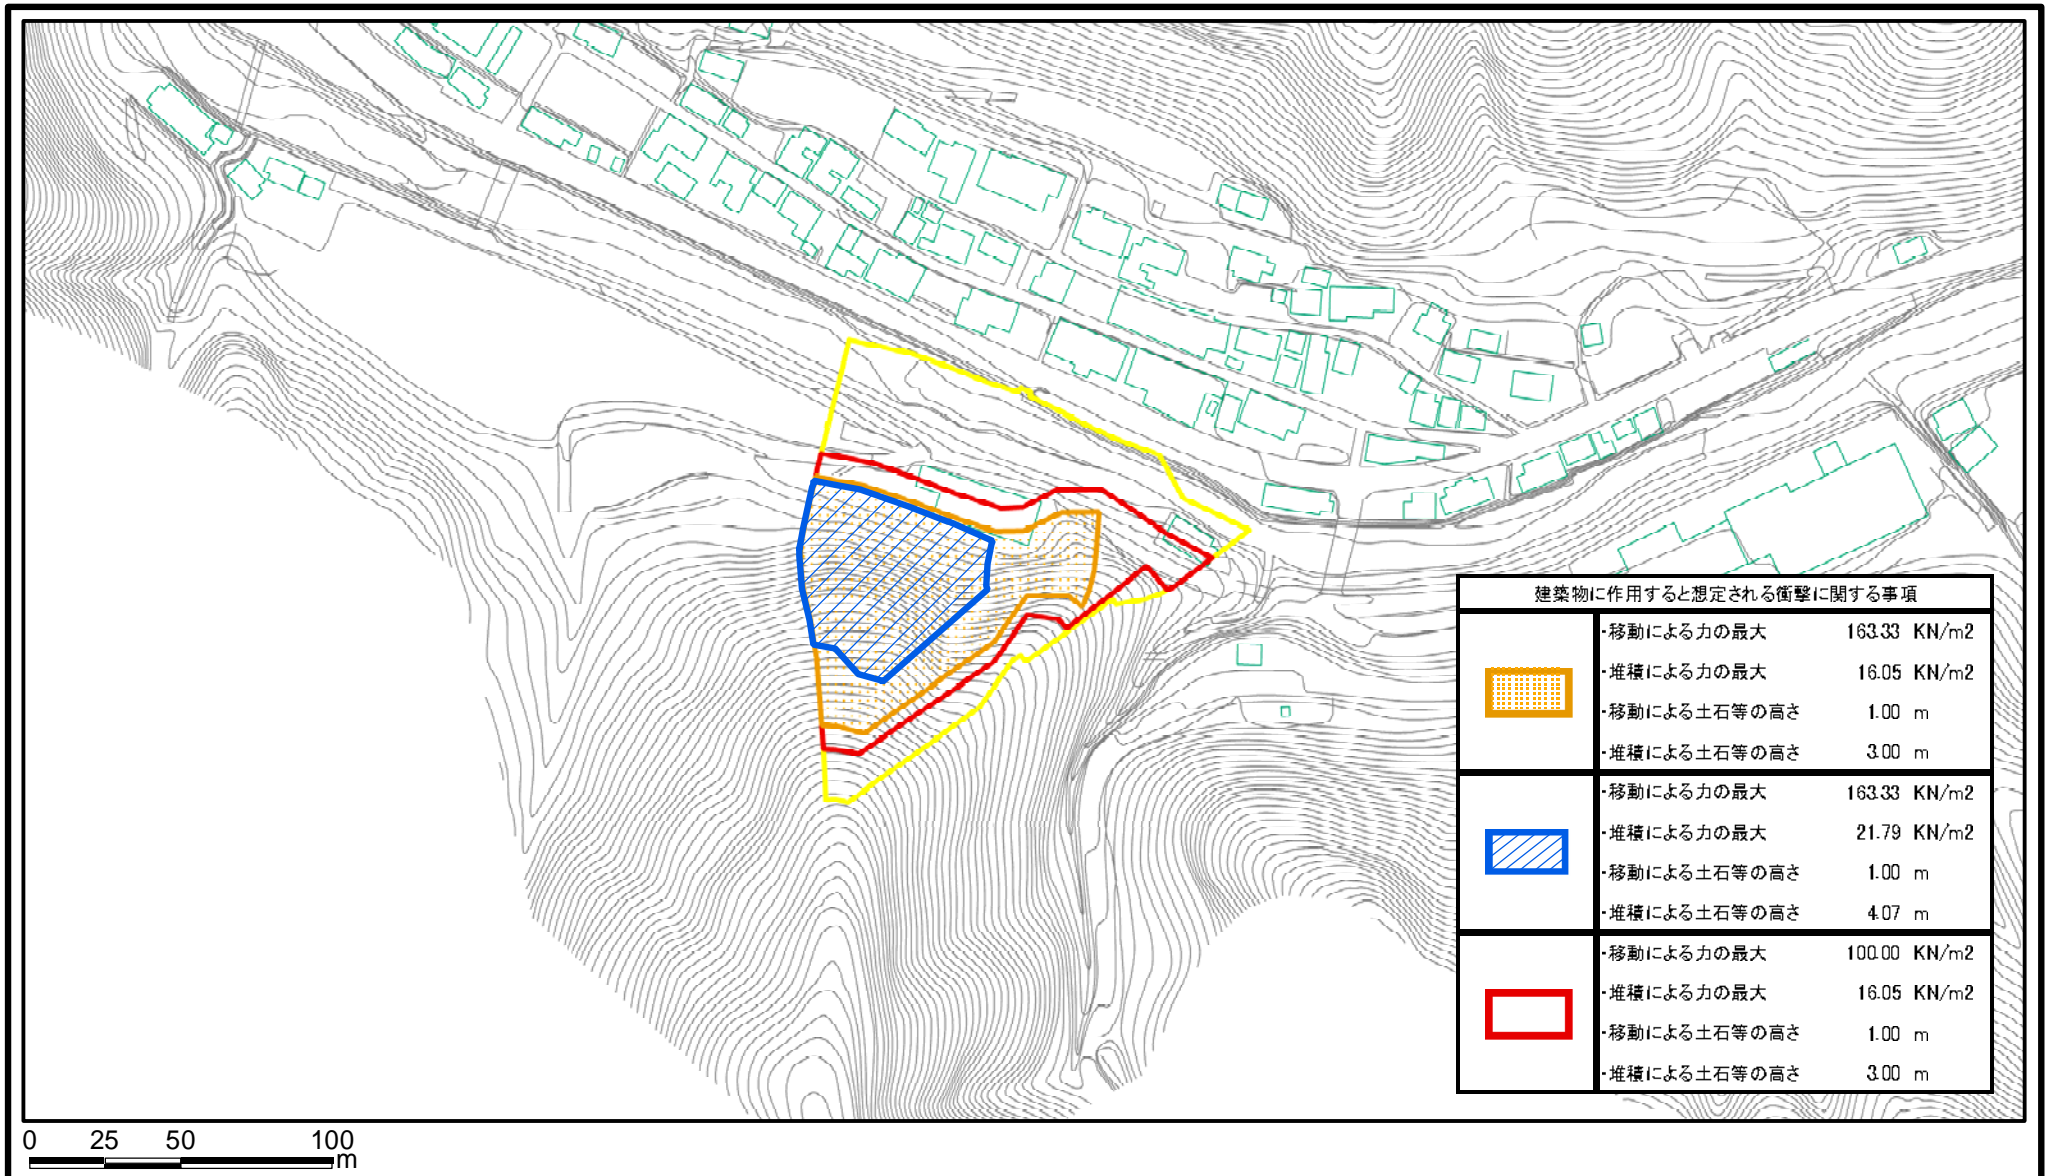 建築物に作用すると想定される衝撃に関する事項
・移動による力の最大 163.33 KN/m2
・堆積による力の最大 16.05 KN/m2
・移動による土石等の高さ 1.00 m
・堆積による土石等の高さ 3.00 m
・移動による力の最大 163.33 KN/m2
・堆積による力の最大 21.79 KN/m2
・移動による土石等の高さ 1.00 m
・堆積による土石等の高さ 4.07 m
・移動による力の最大 100.00 KN/m2
・堆積による力の最大 16.05 KN/m2
・移動による土石等の高さ 1.00 m
・堆積による土石等の高さ 3.00 m
0 25 50 100
m